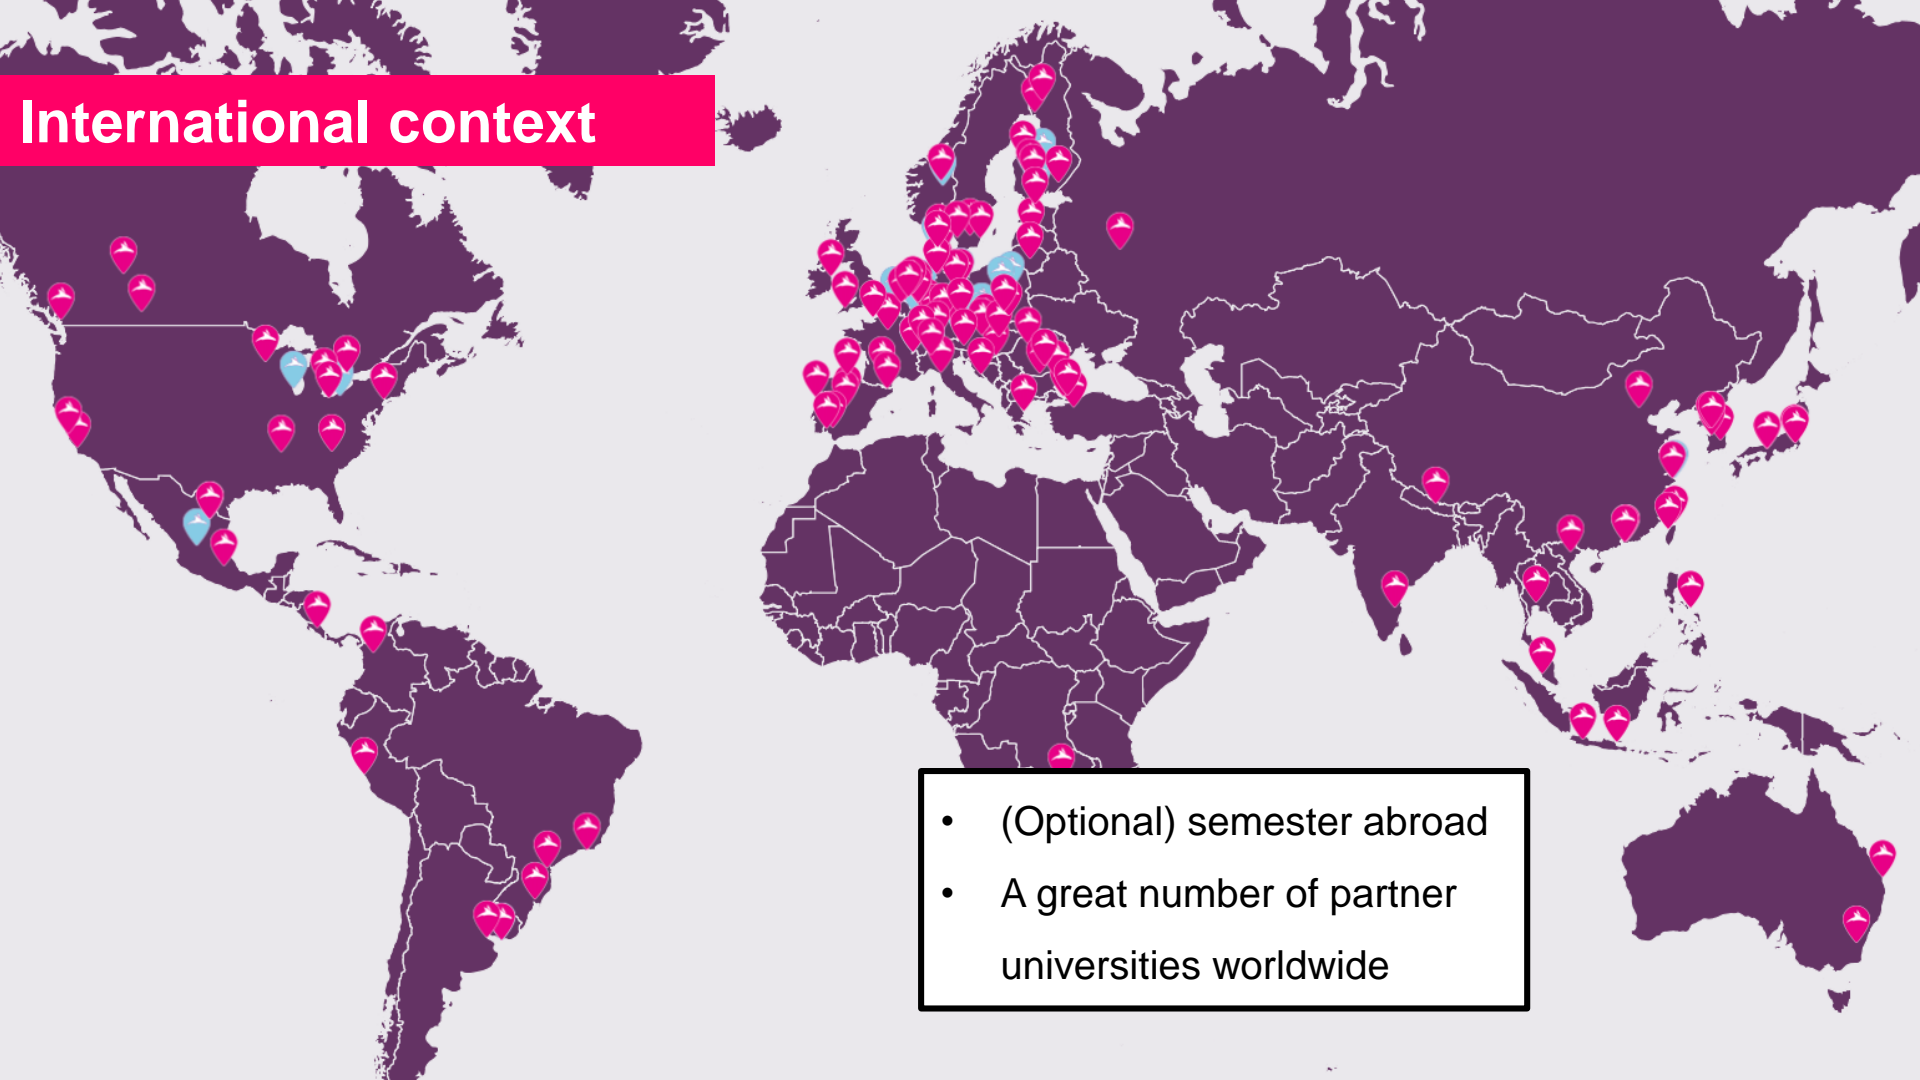 International context
• (Optional) semester abroad
• A great number of partner
universities worldwide